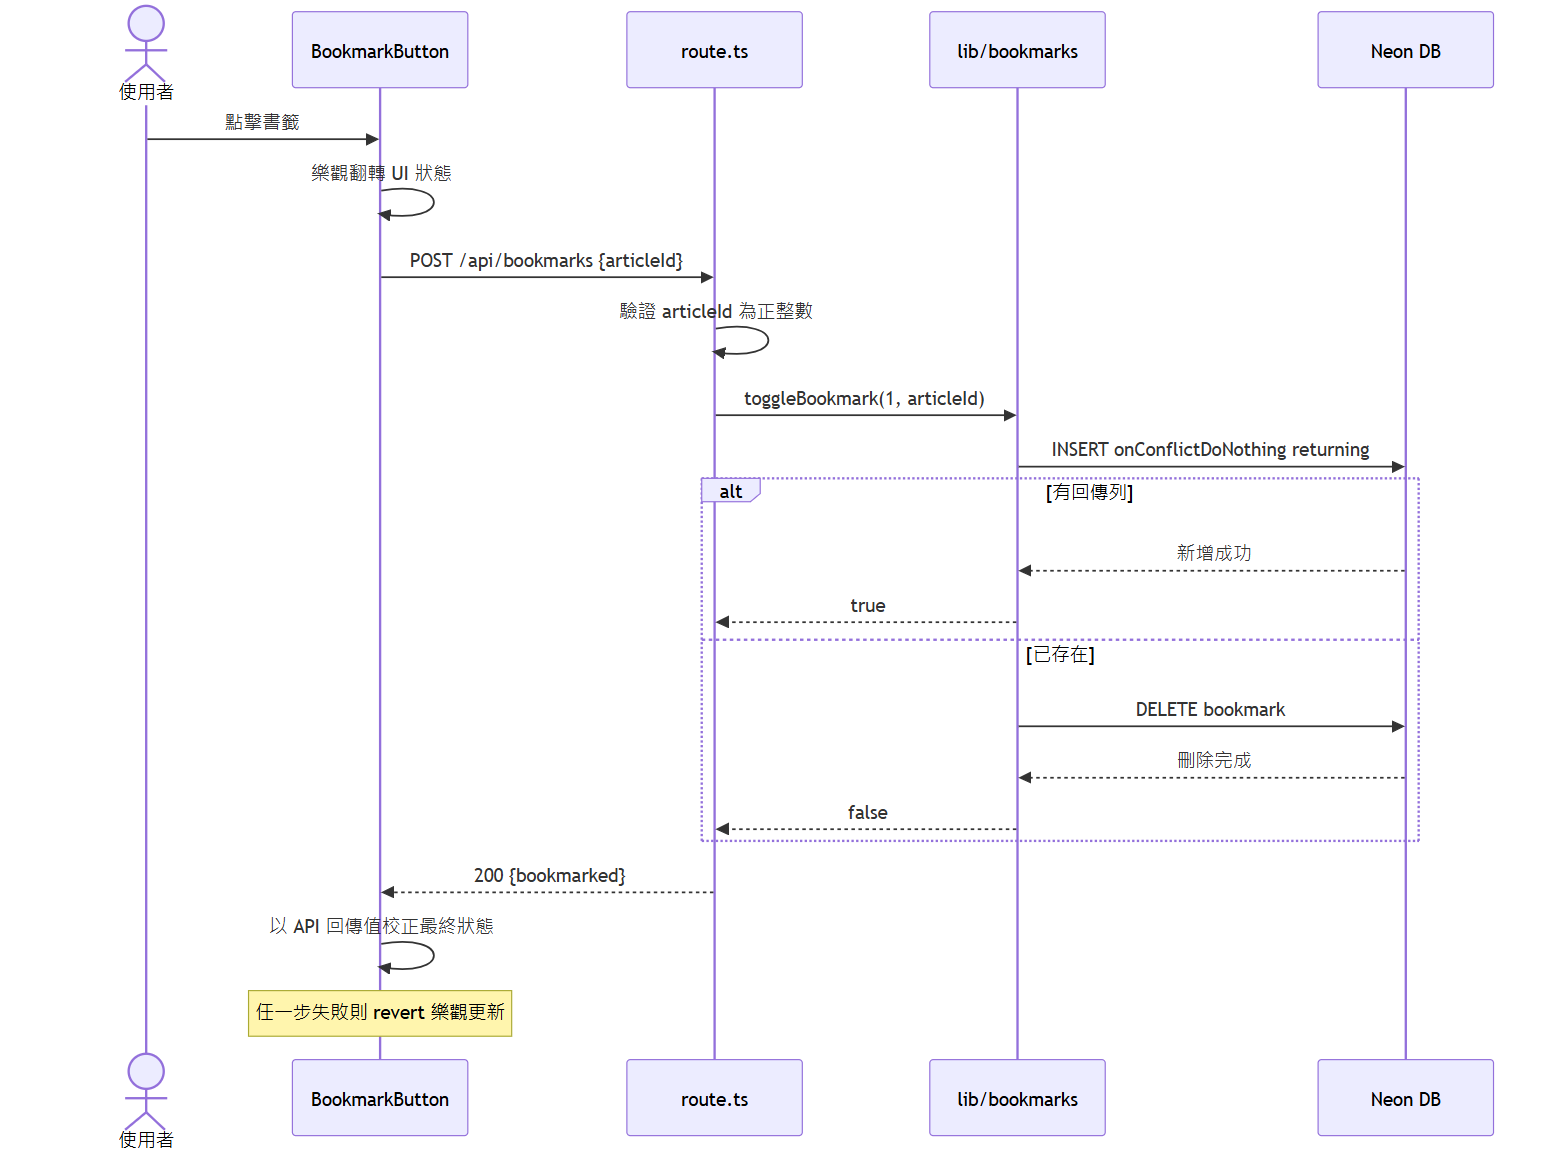 使用者
BookmarkButton
route.ts
lib/bookmarks
Neon DB
點擊書籤
樂觀翻轉 UI 狀態
POST /api/bookmarks {articleId}
驗證 articleId 為正整數
toggleBookmark(1, articleId)
INSERT onConflictDoNothing returning
alt
[有回傳列]
新增成功
true
[已存在]
DELETE bookmark
刪除完成
false
200 {bookmarked}
以 API 回傳值校正最終狀態
任一步失敗則 revert 樂觀更新
使用者
BookmarkButton
route.ts
lib/bookmarks
Neon DB